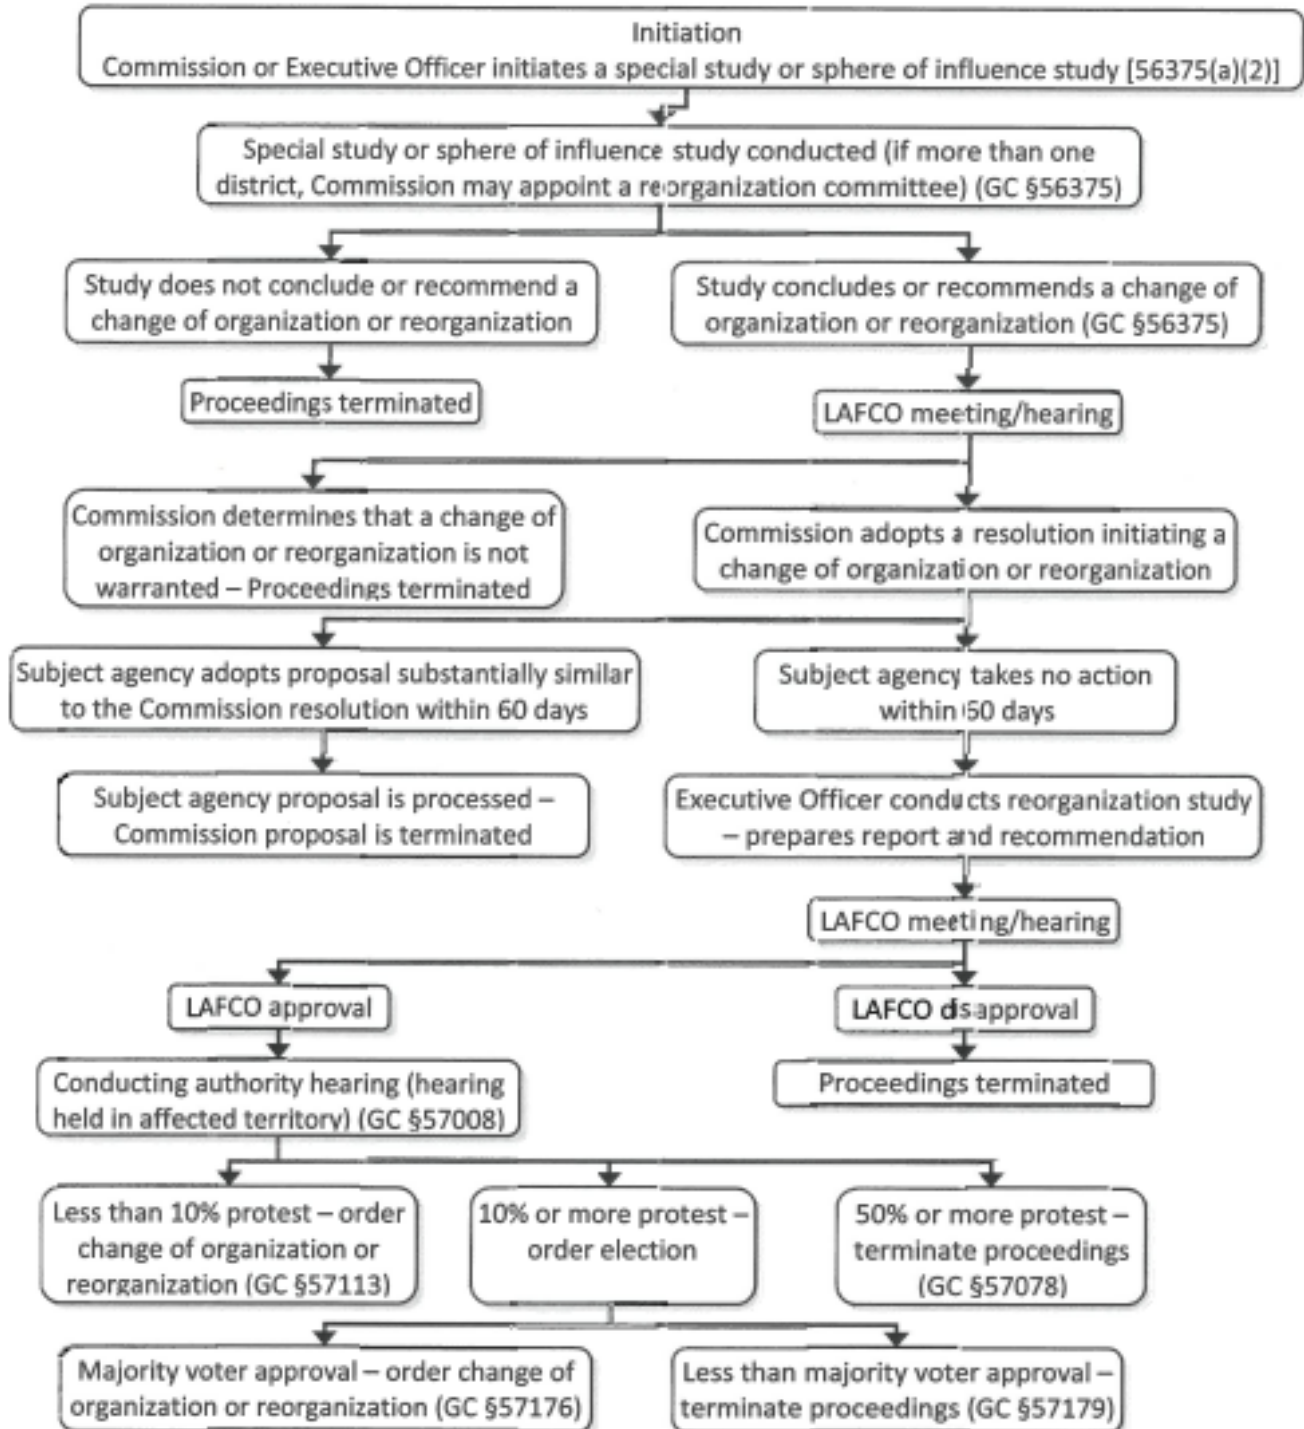 Initiation
Commission or Executive Officer initiates a special study or sphere of influence study [56375(a)(2)]
Special study or sphere of influence study conducted (if more than one
district, Commission may appoint a reorganization committee) (GC §56375)
Study does not conclude or recommend a
change of organization or reorganization
Study concludes or recommends a change of
organization or reorganization (GC §56375)
Proceedings terminated
LAFCO meeting/hearing
Commission determines that a change of
organization or reorganization is not
warranted – Proceedings terminated
Commission adopts a resolution initiating a
change of organization or reorganization
Subject agency adopts proposal substantially similar
to the Commission resolution within 60 days
Subject agency takes no action
within 60 days
Subject agency proposal is processed –
Commission proposal is terminated
Executive Officer conducts reorganization study
– prepares report and recommendation
LAFCO meeting/hearing
LAFCO approval
LAFCO disapproval
Conducting authority hearing (hearing
held in affected territory) (GC §57008)
Proceedings terminated
Less than 10% protest – order
change of organization or
reorganization (GC §57113)
10% or more protest –
order election
50% or more protest –
terminate proceedings
(GC §57078)
Majority voter approval – order change of
organization or reorganization (GC §57176)
Less than majority voter approval –
terminate proceedings (GC §57179)